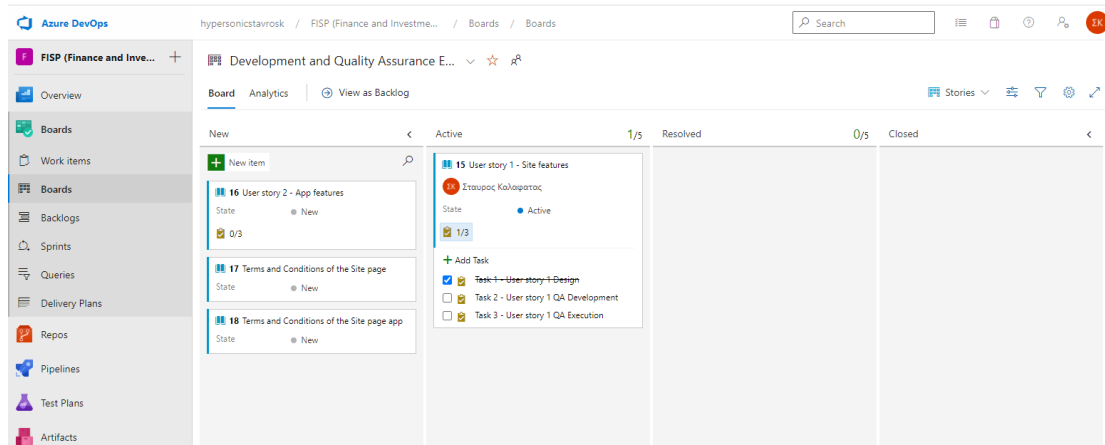 Azure DevOps
hypersonicstavrosk / FISP (Finance and Investme... / Boards / Boards
Search
ΣΚ
F FISP (Finance and Inve...
Overview
Boards
Work items
Boards
Backlogs
Sprints
Queries
Delivery Plans
Repos
Pipelines
Test Plans
Artifacts
Development and Quality Assurance E...
Board Analytics View as Backlog
Stories
New
New item
16 User story 2 - App features
State New
0/3
17 Terms and Conditions of the Site page
State New
18 Terms and Conditions of the Site page app
State New
Active 1/5
15 User story 1 - Site features
ΣΚ Σταυρος Καλαφατας
State Active
1/3
Add Task
Task 1 - User story 1 Design
Task 2 - User story 1 QA Development
Task 3 - User story 1 QA Execution
Resolved 0/5
Closed